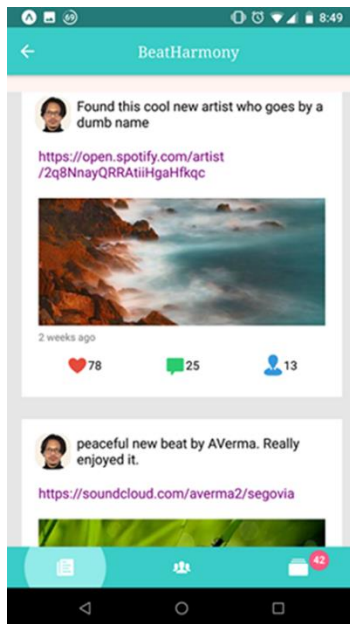 69
8:49
BeatHarmony
Found this cool new artist who goes by a
dumb name
https://open.spotify.com/artist
/2q8NnayQRRAtiiHgaHfkqc
2 weeks ago
78
25
13
peaceful new beat by AVerma. Really
enjoyed it.
https://soundcloud.com/averma2/segovia
42